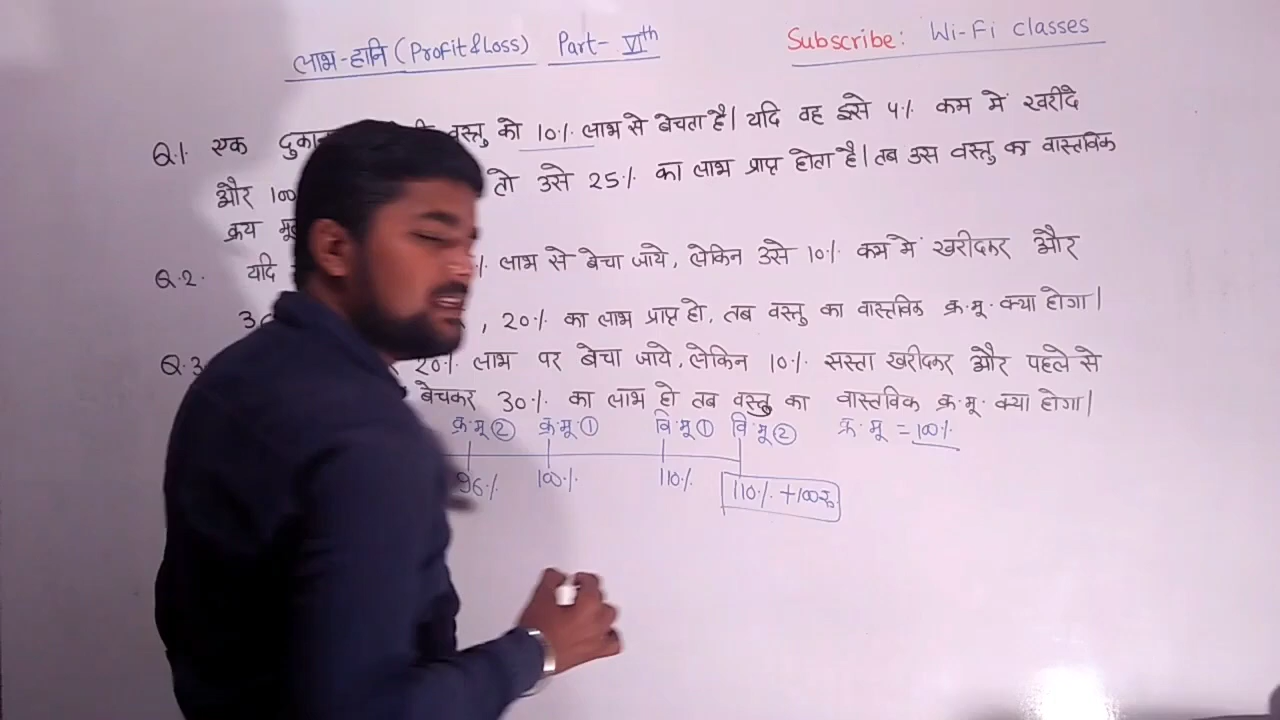 लाभ-हानि (Profit & Loss) Part- VIth
Subscribe: Wi-Fi classes
Q.1 एक वस्तु को 10% लाभ से बेचता है। यदि वह इसे 4% कम में खरीदे
और 100 तो उसे 25% का लाभ प्राप्त होता है। तब उस वस्तु का वास्तविक
क्रय
Q.2. यदि % लाभ से बेचा जाये, लेकिन उसे 10% कम में खरीदकर और
, 20% का लाभ प्राप्त हो, तब वस्तु का वास्तविक क्र.मू. क्या होगा।
Q.3 20% लाभ पर बेचा जाये, लेकिन 10% सस्ता खरीदकर और पहले से
बेचकर 30% का लाभ हो तब वस्तु का वास्तविक क्र.मू. क्या होगा।
क्र.मू ② क्र.मू ① वि.मू ① वि.मू ② क्र.मू = 100%
96% 100% 110% 110% + 100रु